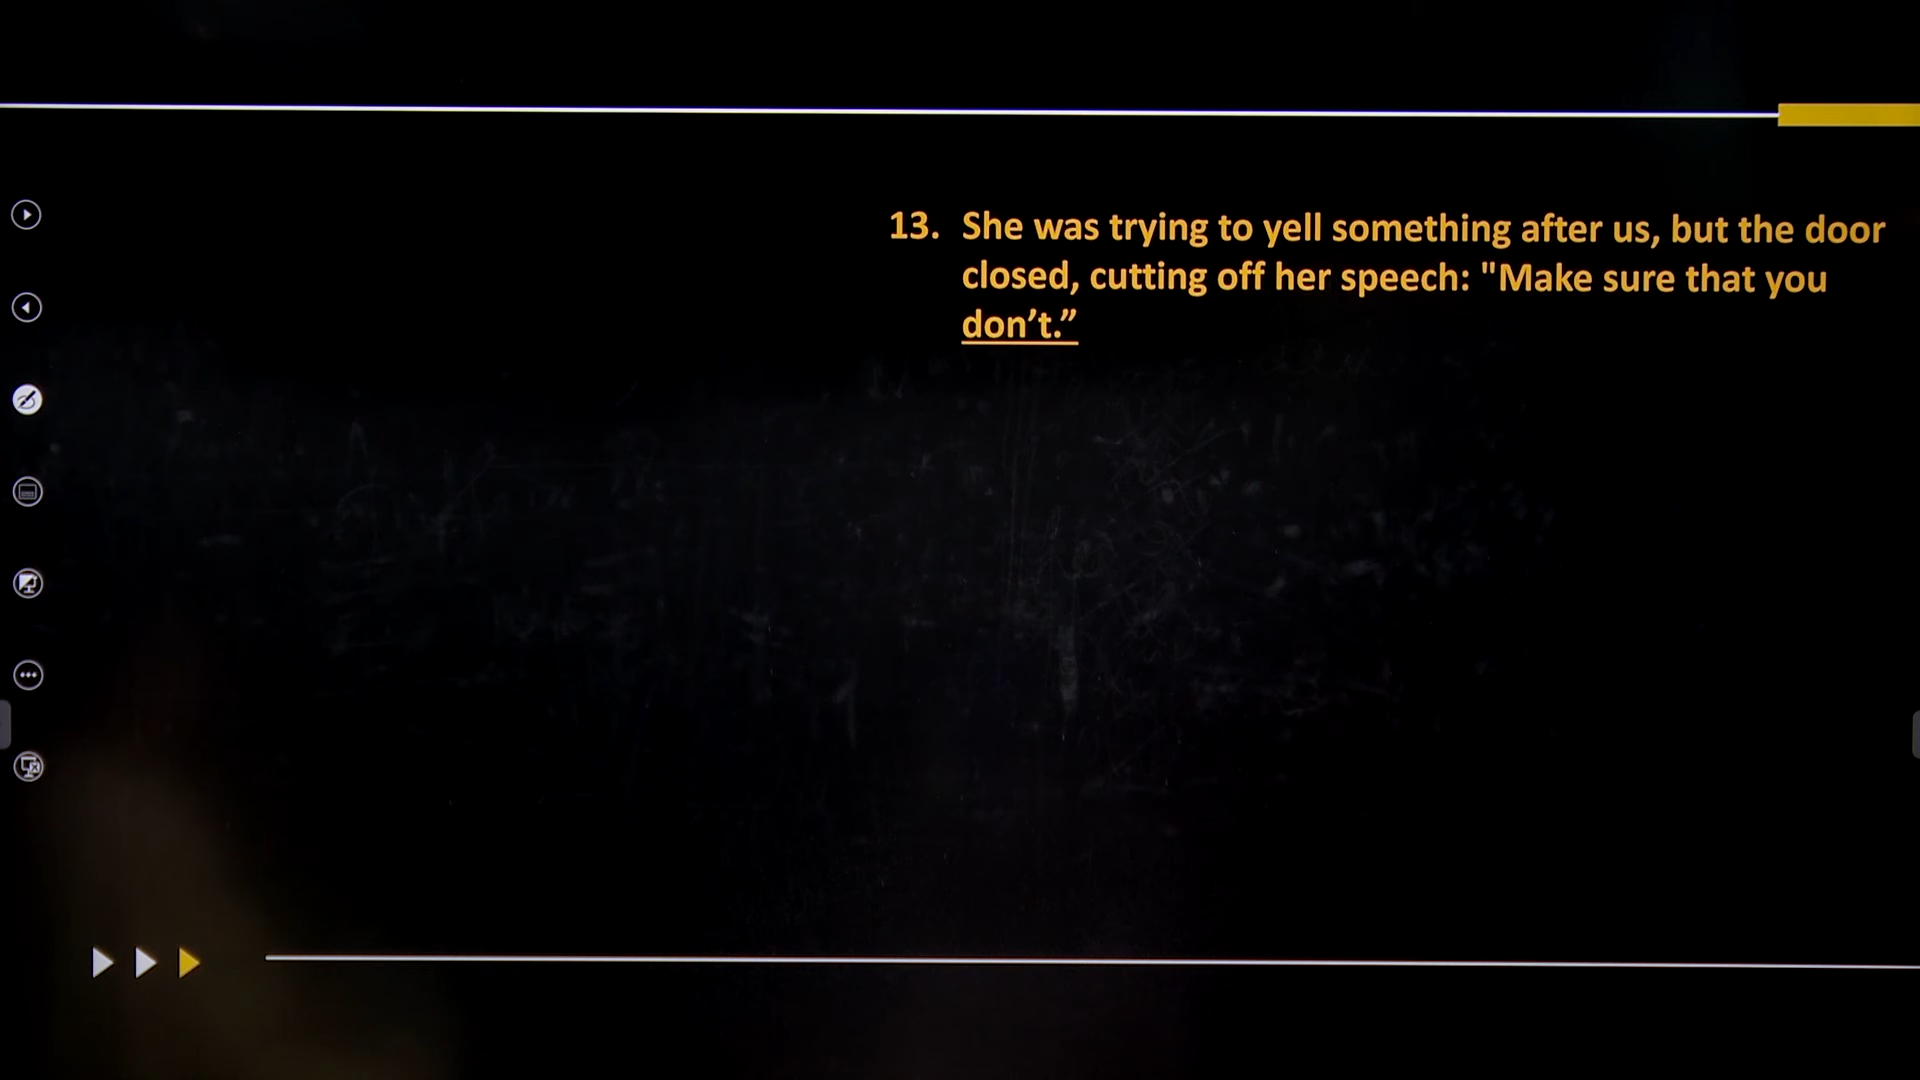 13. She was trying to yell something after us, but the door
closed, cutting off her speech: "Make sure that you
don’t.”